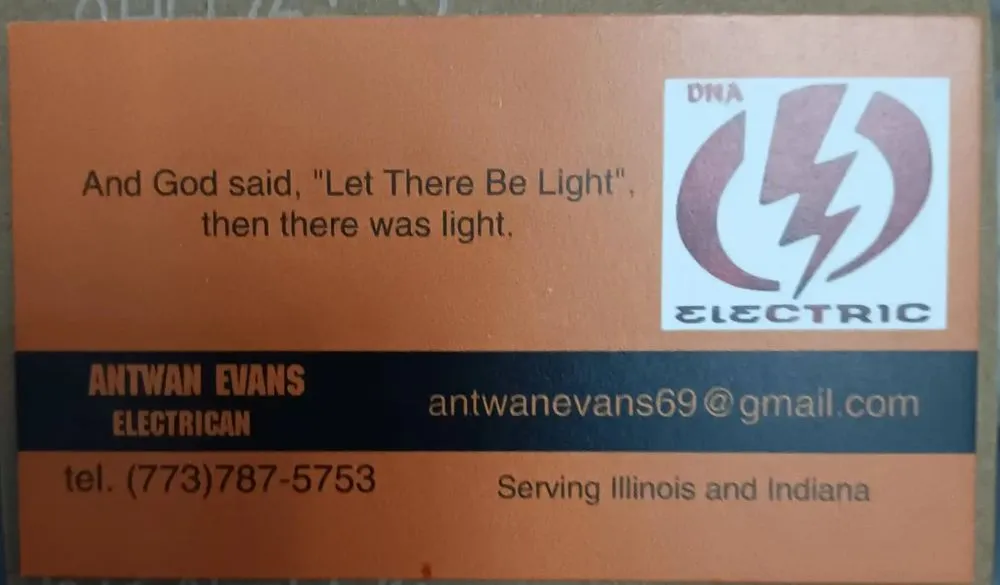 DNA
And God said, "Let There Be Light",
then there was light.
ELECTRIC
ANTWAN EVANS
ELECTRICAN
antwanevans69@gmail.com
tel. (773)787-5753
Serving Illinois and Indiana